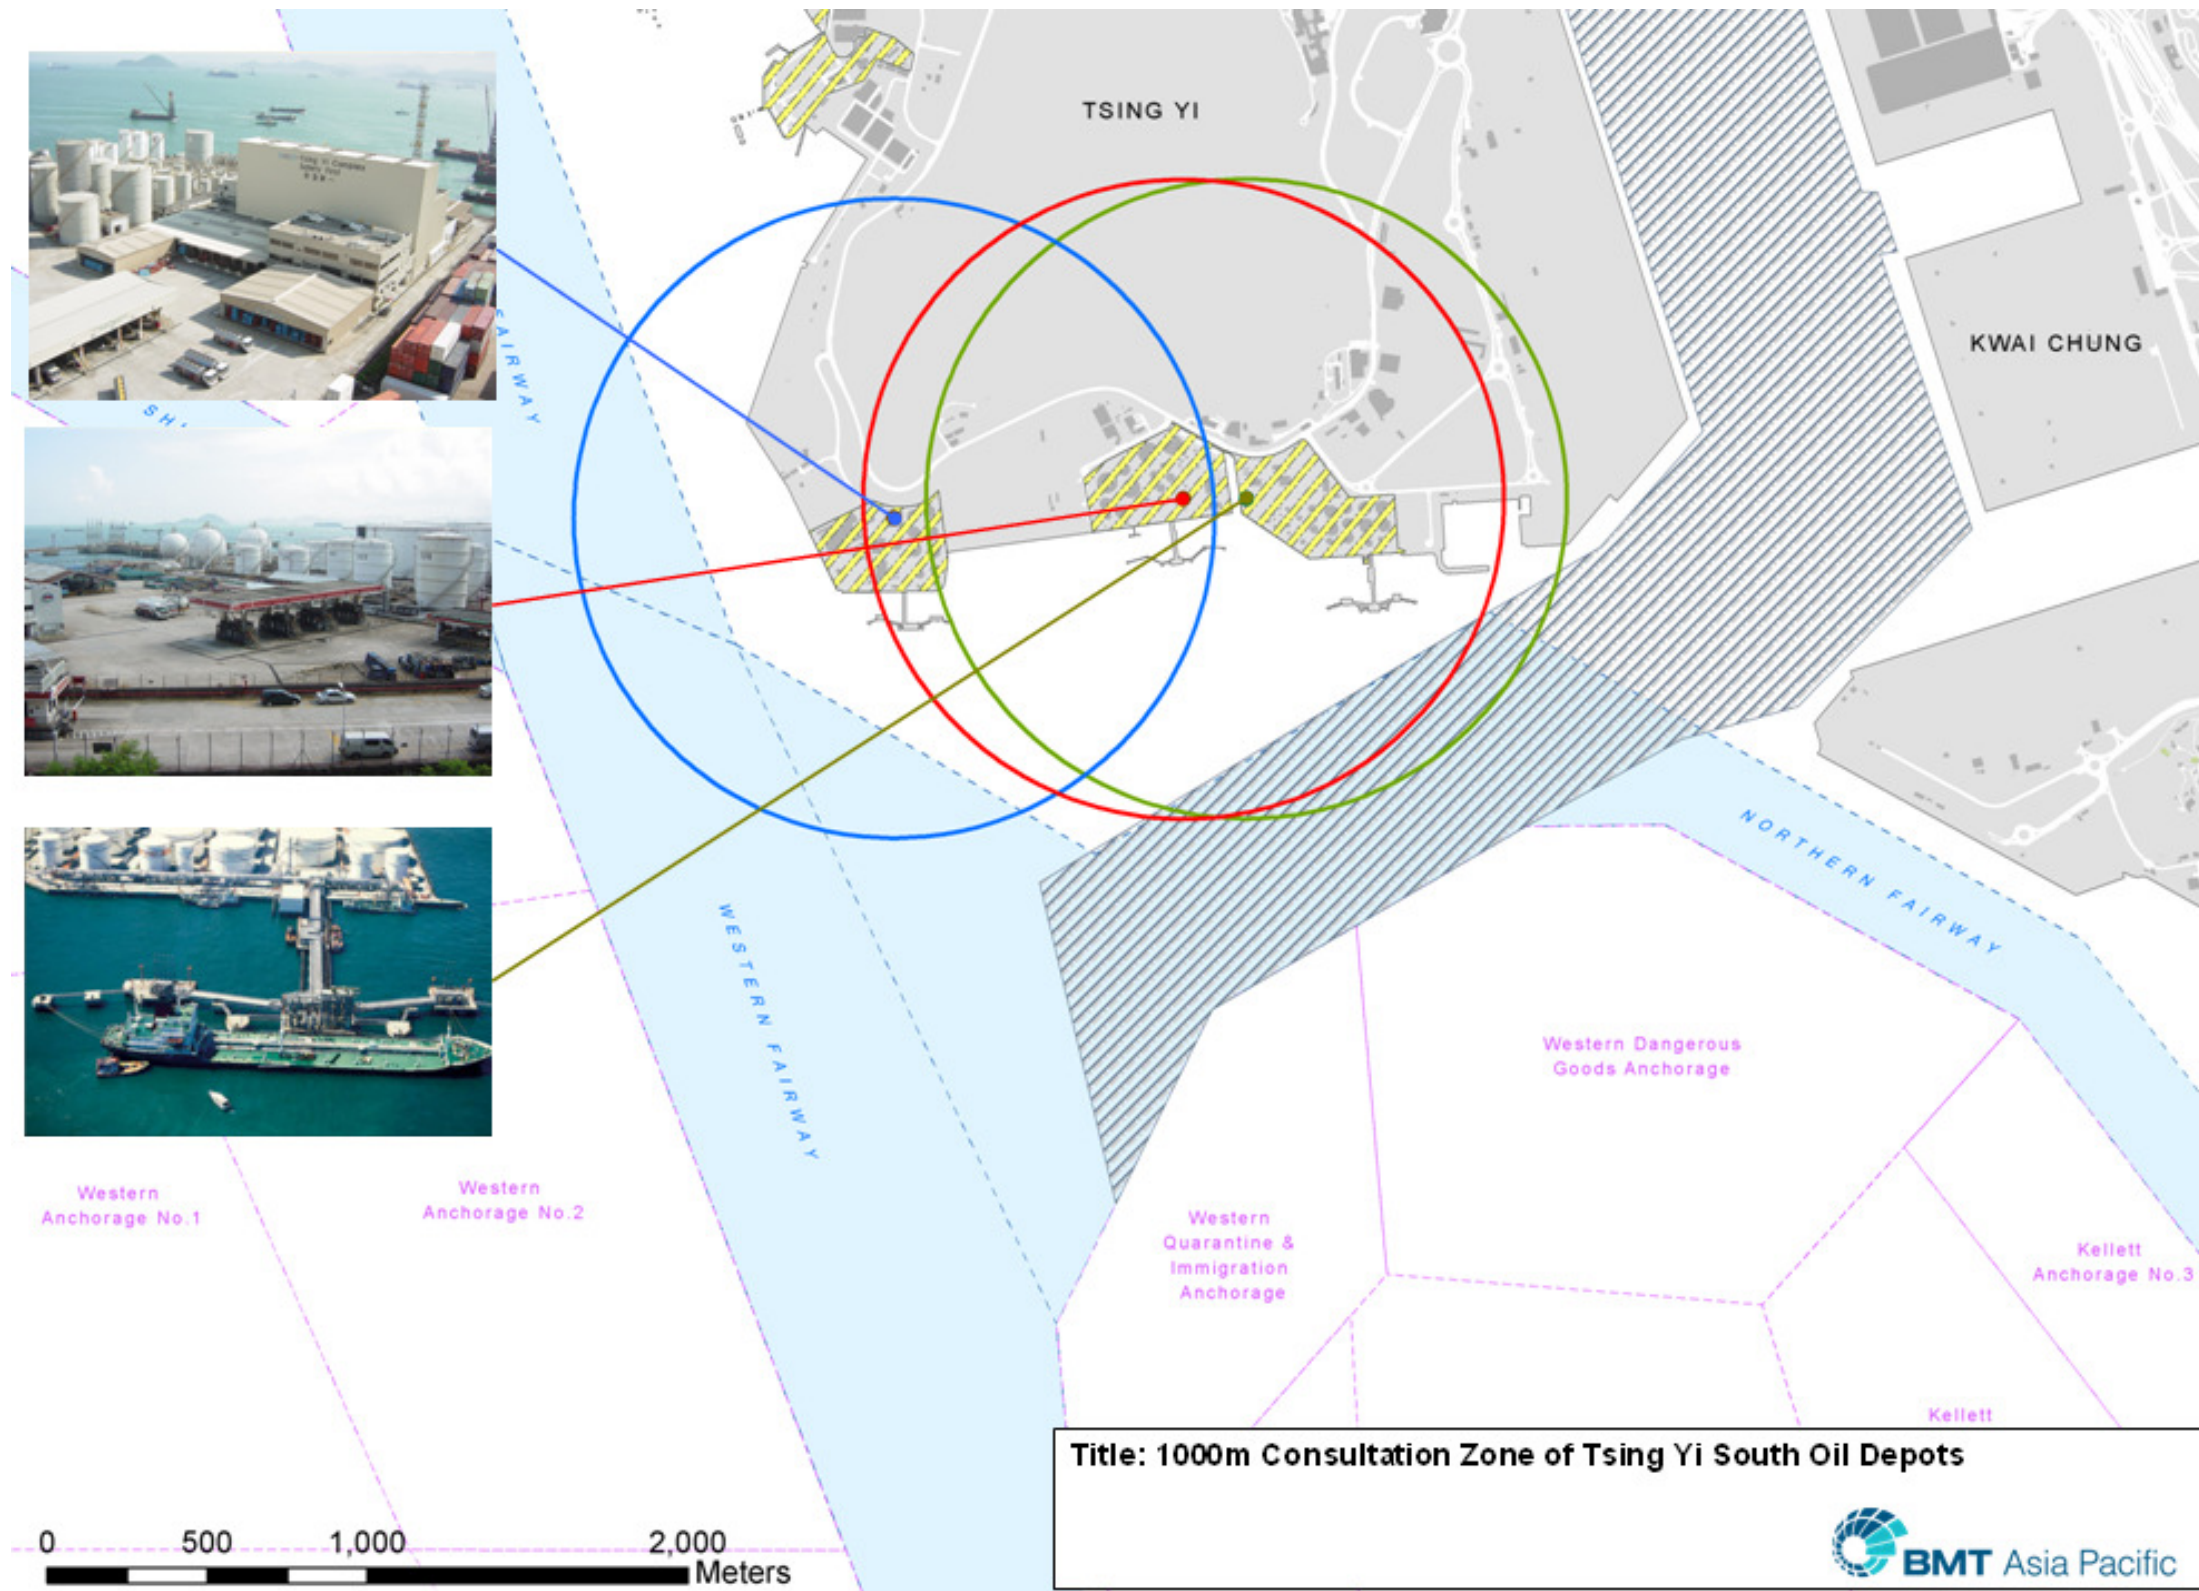 TSING YI
KWAI CHUNG
FAIRWAY
NORTHERN FAIRWAY
WESTERN FAIRWAY
Western Dangerous
Goods Anchorage
Western
Anchorage No.1
Western
Anchorage No.2
Western
Quarantine &
Immigration
Anchorage
Kellett
Anchorage No.3
Kellett
Title: 1000m Consultation Zone of Tsing Yi South Oil Depots
0 500 1,000 2,000
Meters
BMT Asia Pacific